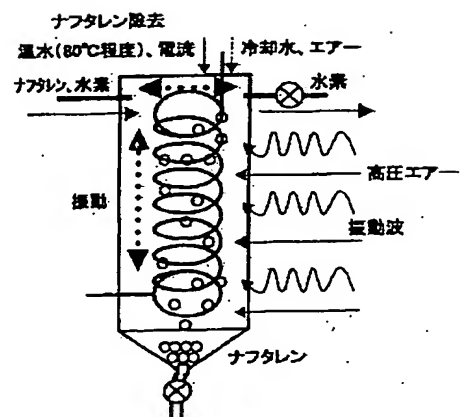 ナフタレン除去
温水(80℃程度)、電流
冷却水、エアー
ナフタレン、水素
水素
高圧エアー
振動
振動波
ナフタレン